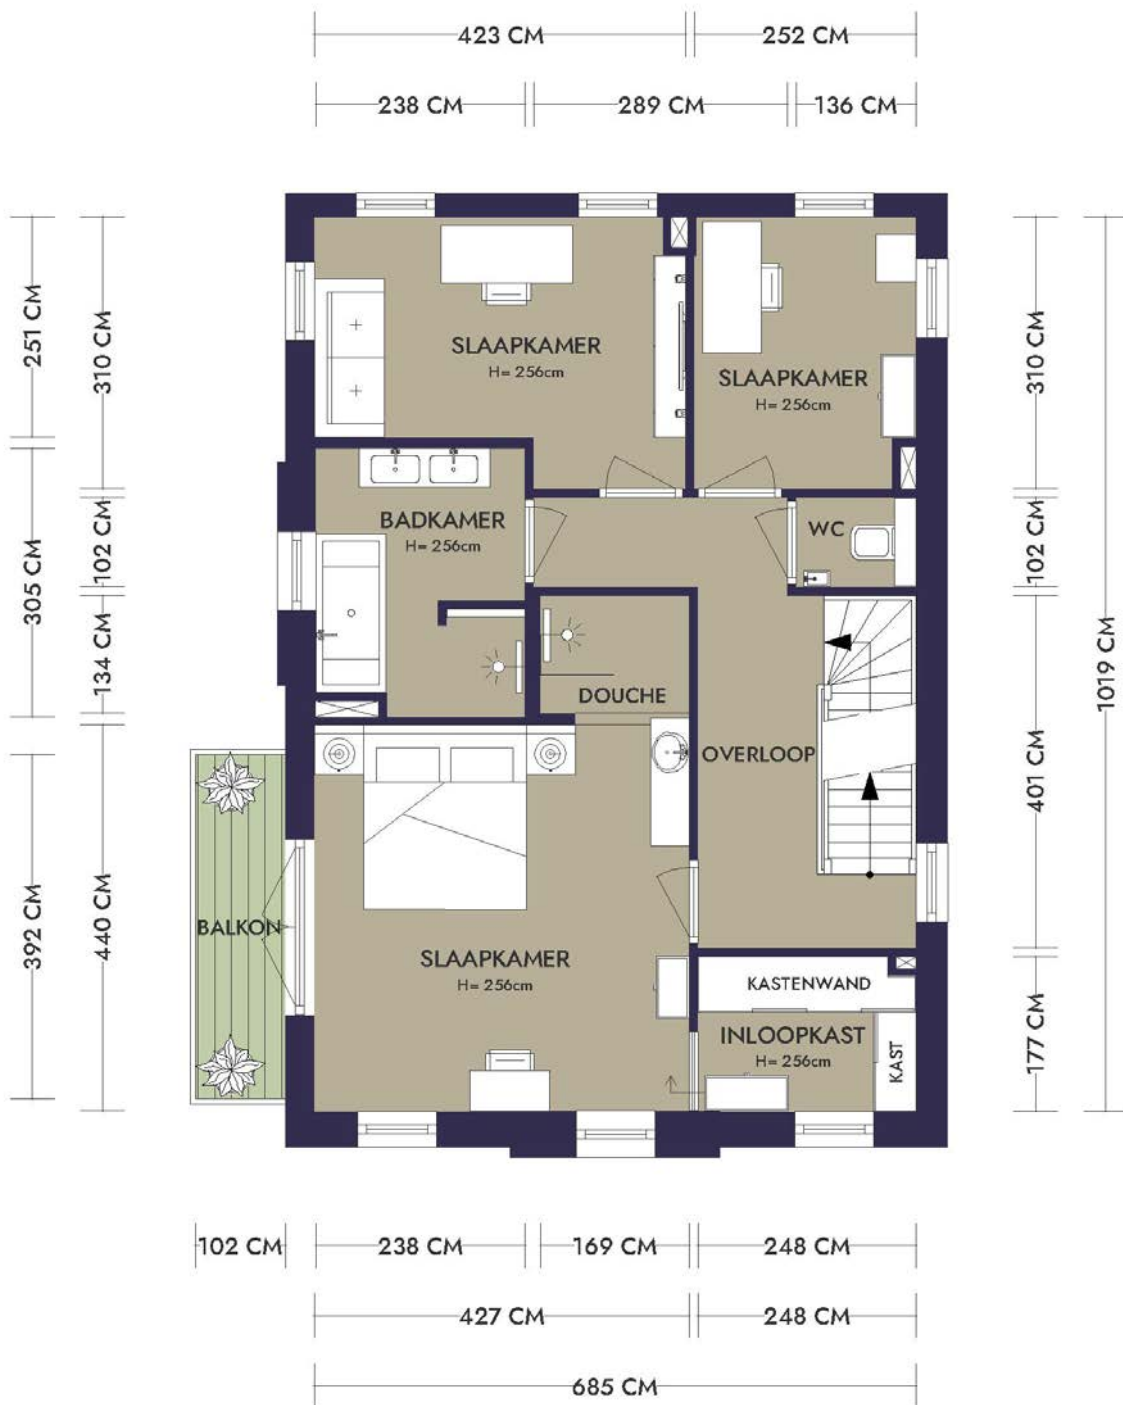 423 CM
252 CM
238 CM
289 CM
136 CM
251 CM
310 CM
310 CM
SLAAPKAMER
H= 256cm
SLAAPKAMER
H= 256cm
305 CM
102 CM
134 CM
BADKAMER
H= 256cm
WC
102 CM
1019 CM
DOUCHE
OVERLOOP
401 CM
392 CM
440 CM
BALKON
SLAAPKAMER
H= 256cm
KASTENWAND
INLOOPKAST
H= 256cm
KAST
177 CM
102 CM
238 CM
169 CM
248 CM
427 CM
248 CM
685 CM